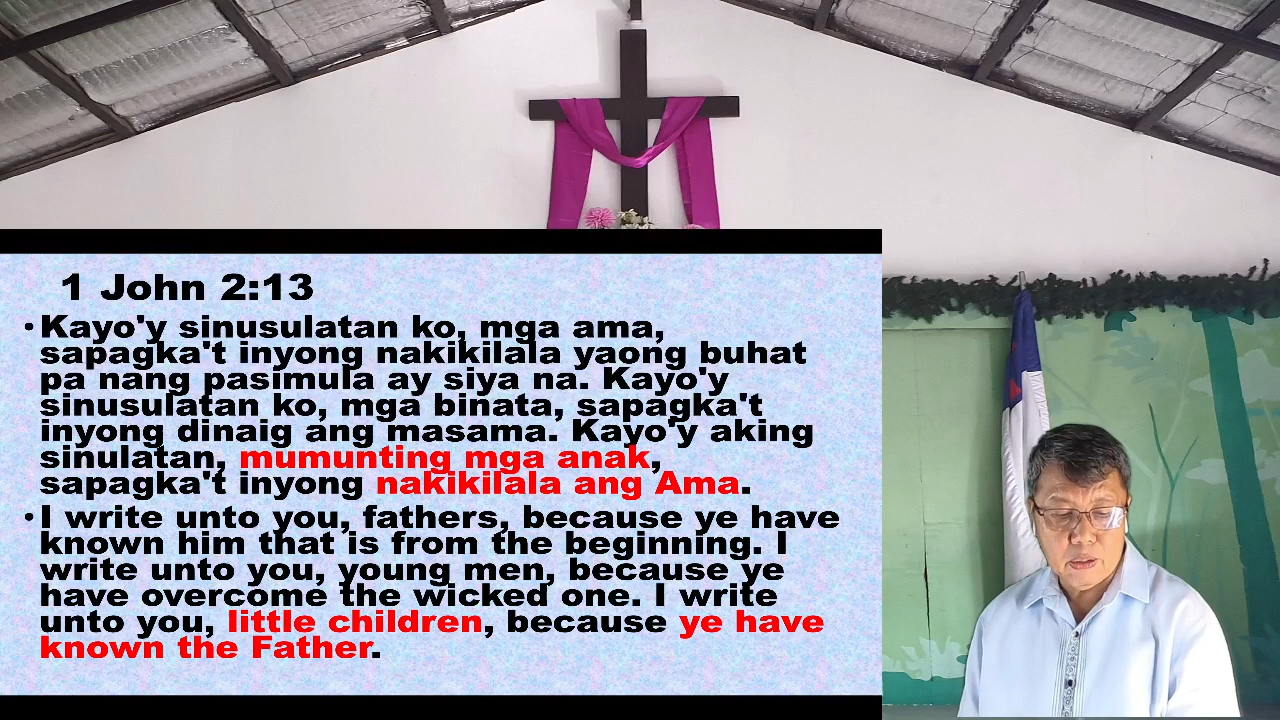 1 John 2:13
• Kayo'y sinusulatan ko, mga ama,
sapagka't inyong nakikilala yaong buhat
pa nang pasimula ay siya na. Kayo'y
sinusulatan ko, mga binata, sapagka't
inyong dinaig ang masama. Kayo'y aking
sinulatan, mumunting mga anak,
sapagka't inyong nakikilala ang Ama.
• I write unto you, fathers, because ye have
known him that is from the beginning. I
write unto you, young men, because ye
have overcome the wicked one. I write
unto you, little children, because ye have
known the Father.